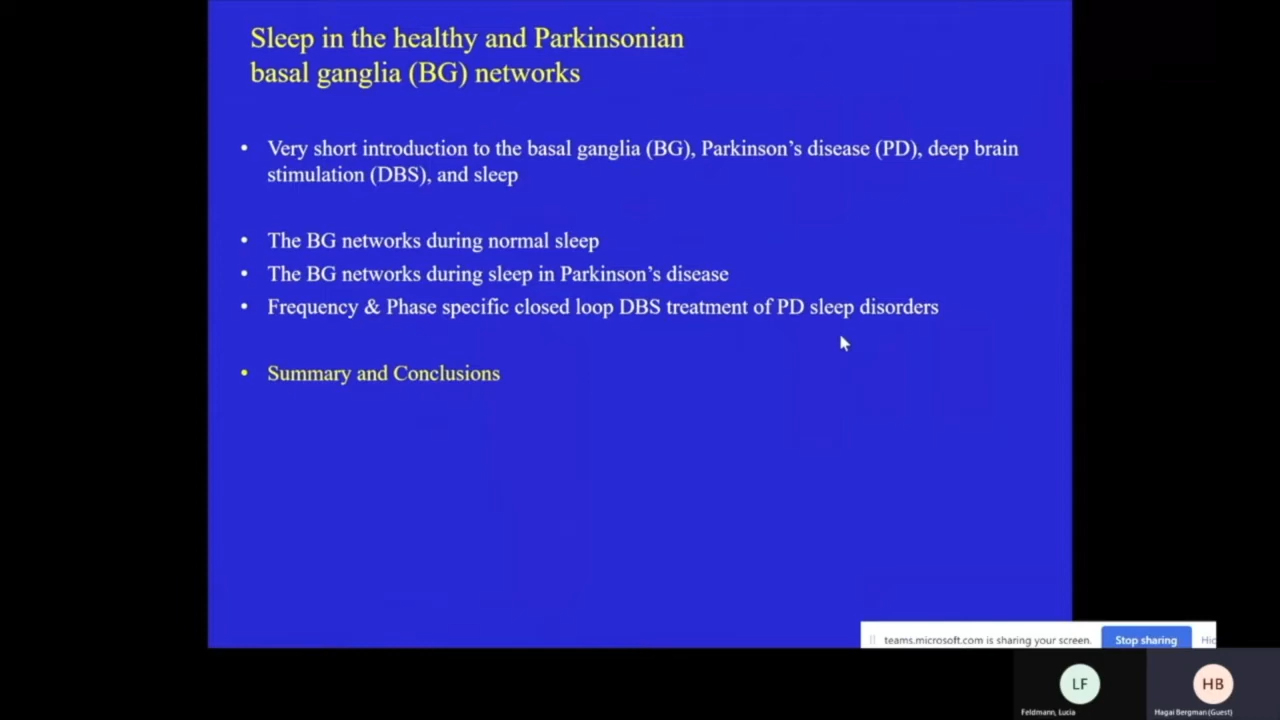 Sleep in the healthy and Parkinsonian
basal ganglia (BG) networks
• Very short introduction to the basal ganglia (BG), Parkinson’s disease (PD), deep brain
stimulation (DBS), and sleep
• The BG networks during normal sleep
• The BG networks during sleep in Parkinson’s disease
• Frequency & Phase specific closed loop DBS treatment of PD sleep disorders
• Summary and Conclusions
teams.microsoft.com is sharing your screen. Stop sharing
LF HB
Feldmann, Lucia Hagai Bergman (Guest)